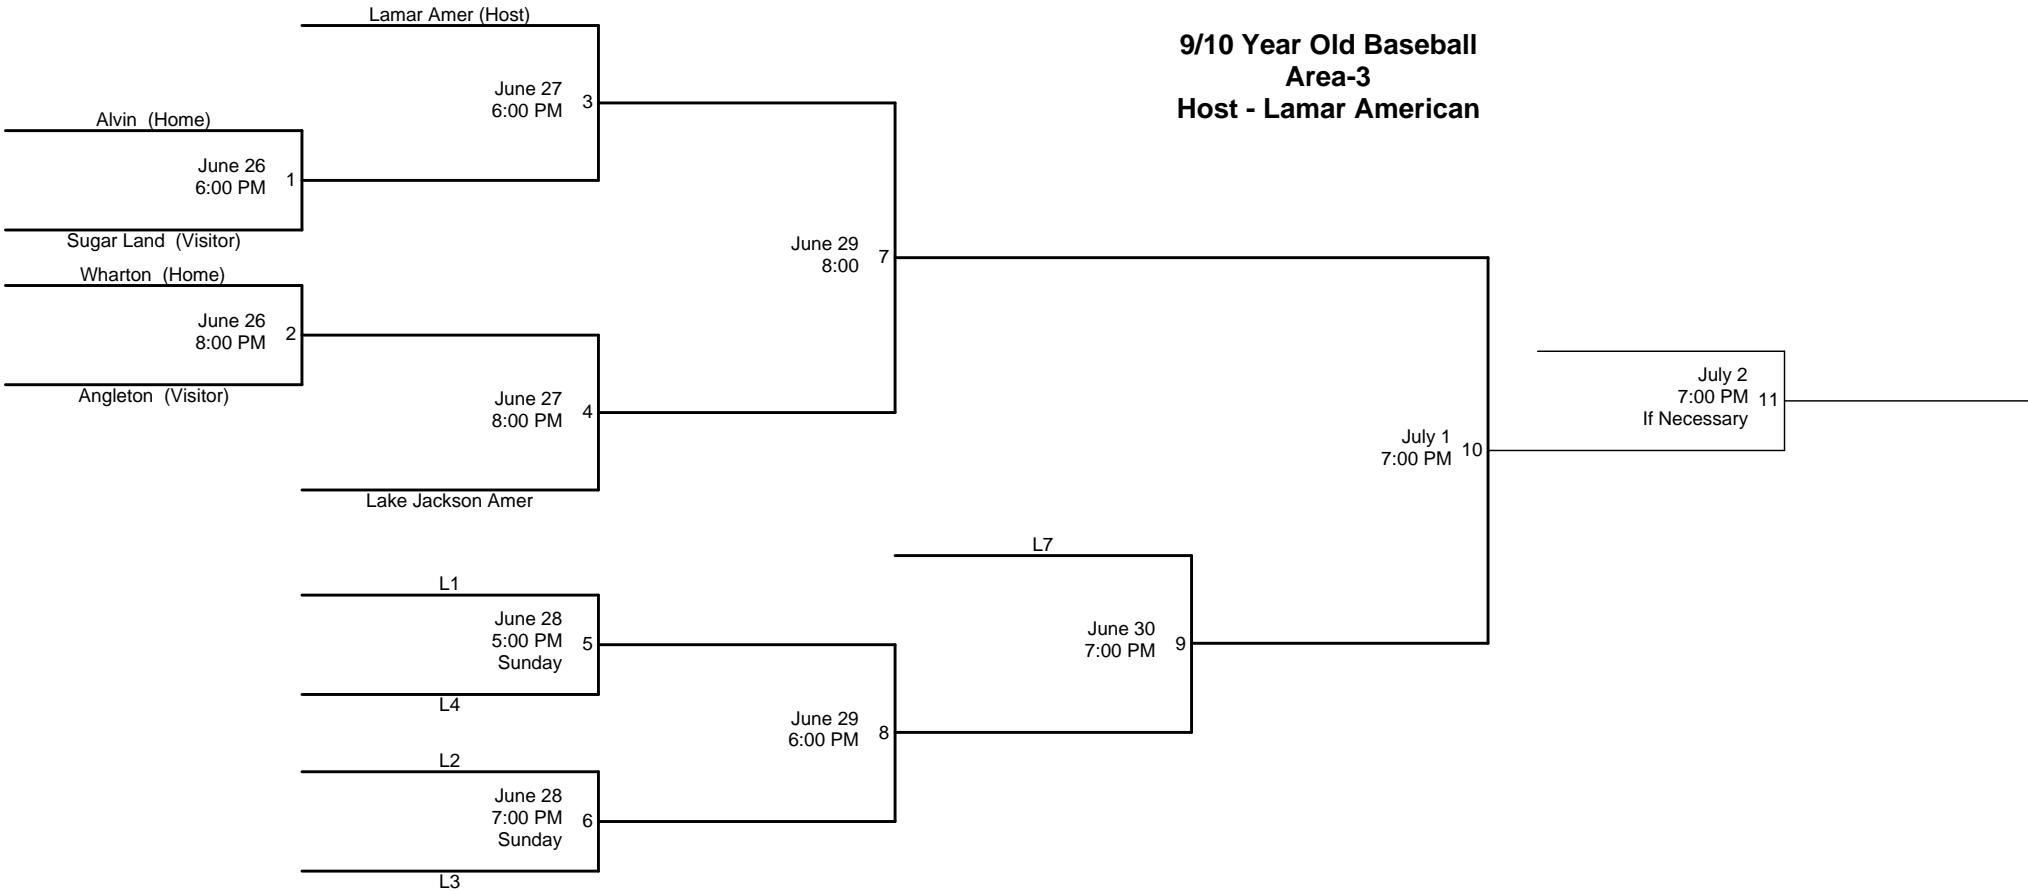 Lamar Amer (Host)
9/10 Year Old Baseball
Area-3
Host - Lamar American
June 27
6:00 PM
3
Alvin (Home)
June 26
6:00 PM
1
Sugar Land (Visitor)
Wharton (Home)
June 26
8:00 PM
2
Angleton (Visitor)
June 27
8:00 PM
4
Lake Jackson Amer
June 29
8:00
7
July 1
7:00 PM
10
July 2
7:00 PM
If Necessary
11
L7
June 30
7:00 PM
9
L1
June 28
5:00 PM
Sunday
5
L4
June 29
6:00 PM
8
L2
June 28
7:00 PM
Sunday
6
L3